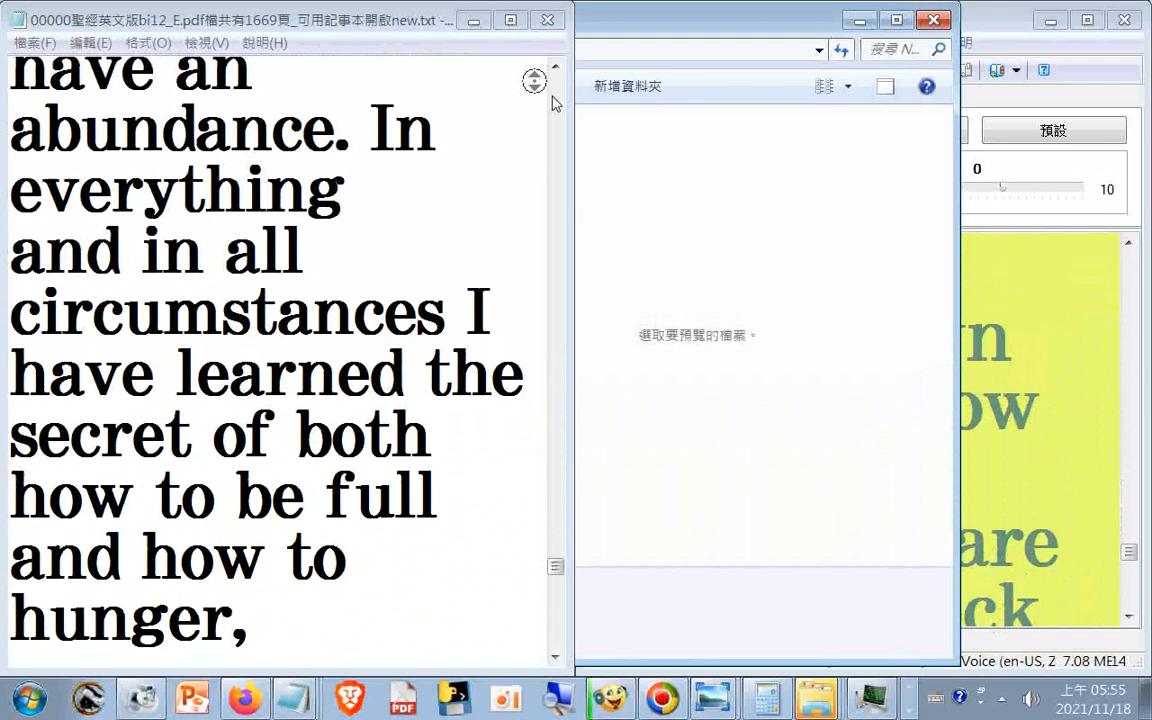 00000聖經英文版bi12_E.pdf檔共有1669頁_可用記事本開啟new.txt -...
檔案(F) 編輯(E) 格式(O) 檢視(V) 說明(H)
have an
abundance. In
everything
and in all
circumstances I
have learned the
secret of both
how to be full
and how to
hunger,
搜尋 N...
新增資料夾
選取要預覽的檔案。
明
預設
0
10
ow
are
ck
Voice (en-US, Z 7.08 ME14
上午 05:55
2021/11/18